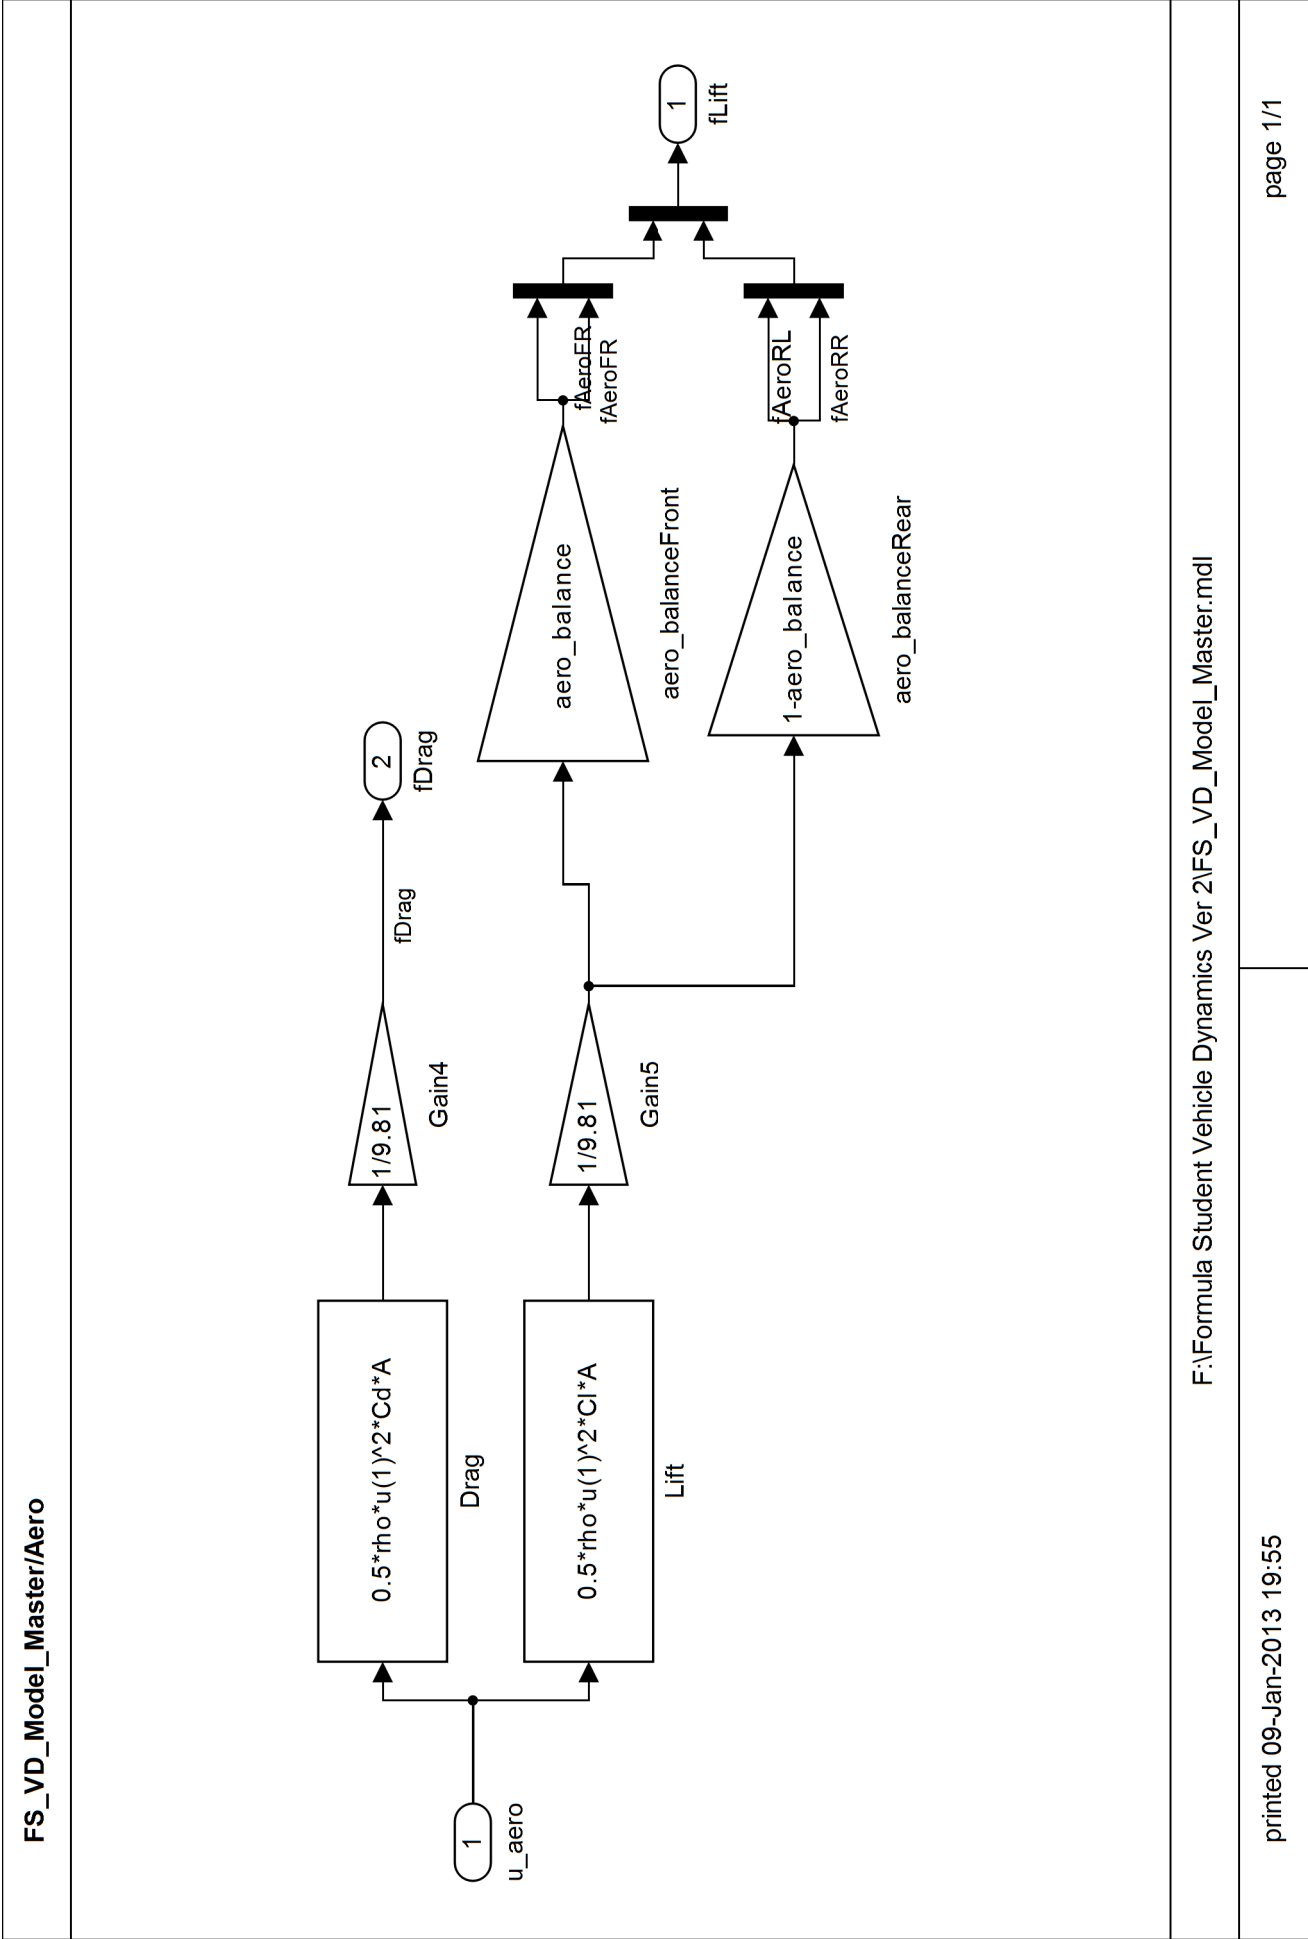 FS_VD_Model_Master/Aero
1
u_aero
0.5*rho*u(1)^2*Cd*A
Drag
1/9.81
Gain4
fDrag
2
fDrag
0.5*rho*u(1)^2*Cl*A
Lift
1/9.81
Gain5
aero_balance
aero_balanceFront
fAeroFR
fAeroFR
1-aero_balance
aero_balanceRear
fAeroRL
fAeroRR
1
fLift
F:\Formula Student Vehicle Dynamics Ver 2\FS_VD_Model_Master.mdl
printed 09-Jan-2013 19:55
page 1/1